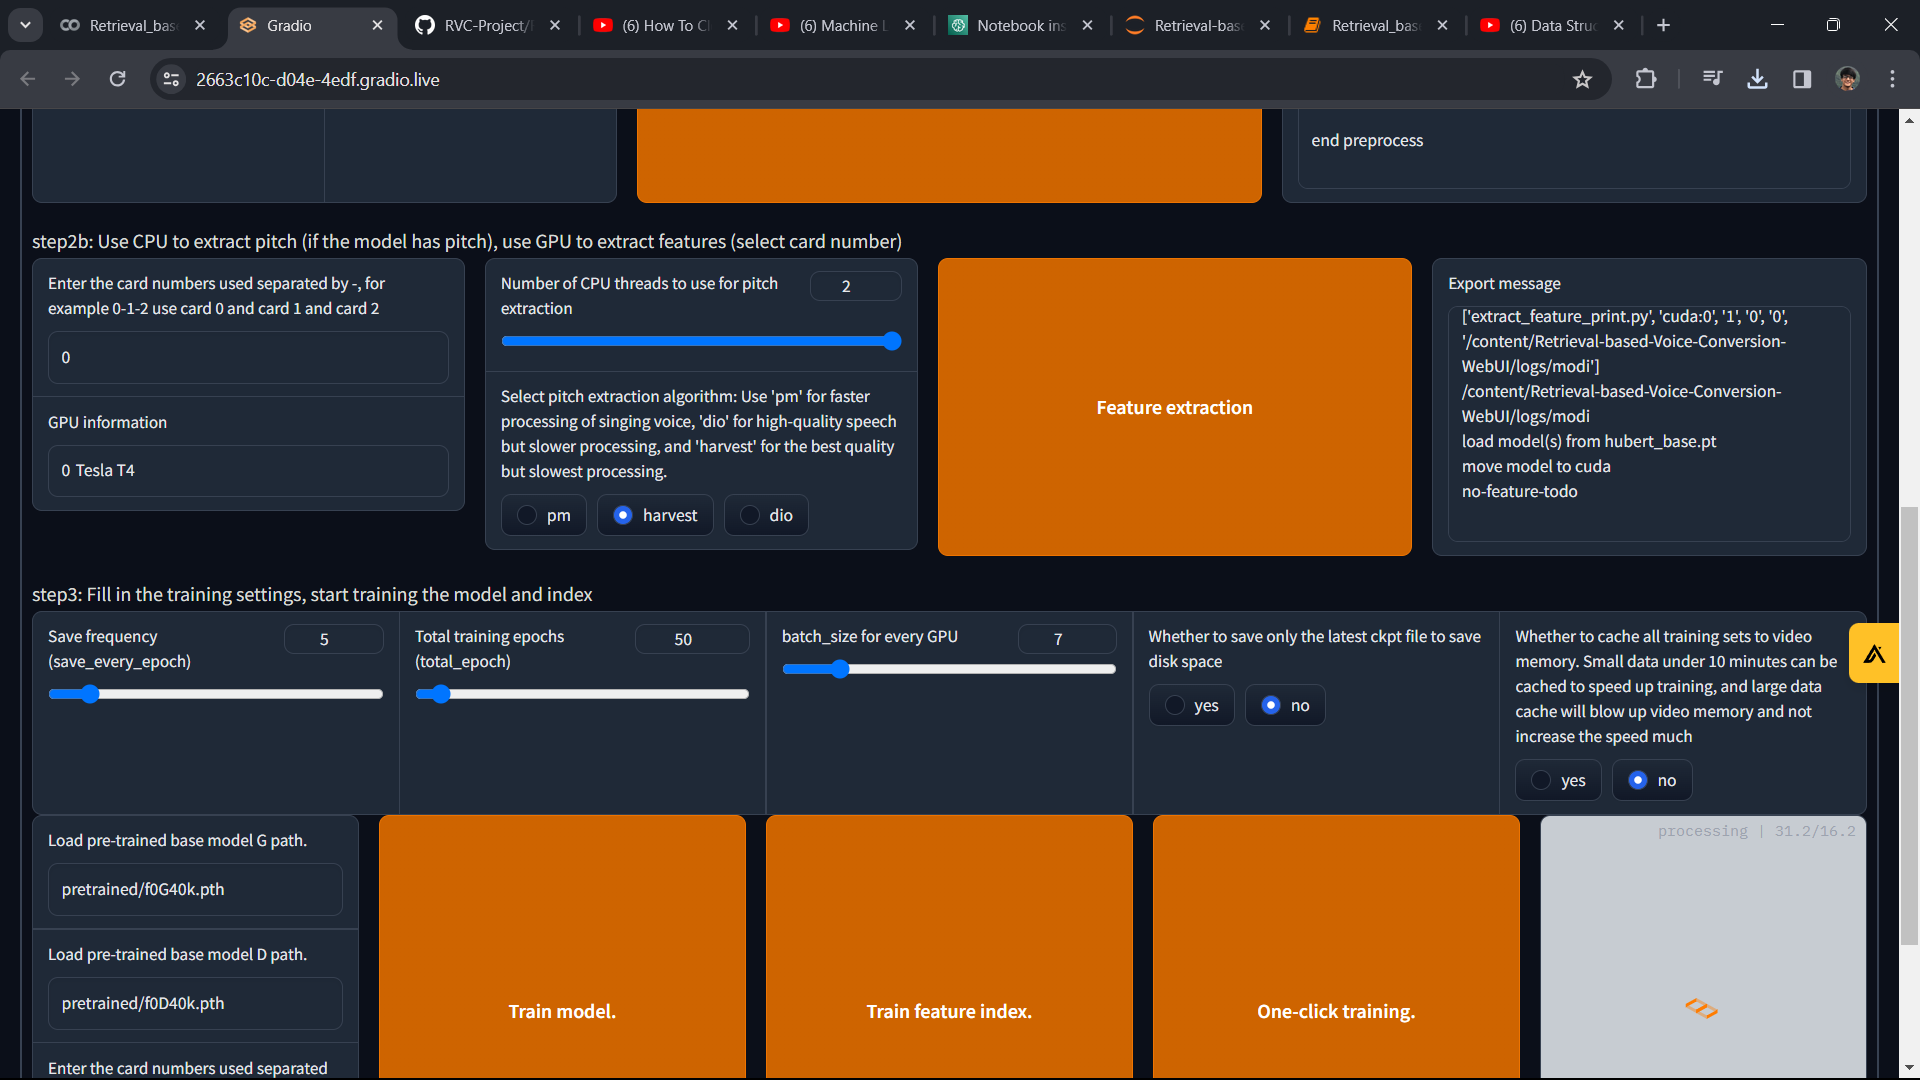 Retrieval_bas
Gradio
RVC-Project/
(6) How To Cl
(6) Machine L
Notebook ins
Retrieval-bas
Retrieval_bas
(6) Data Struc
2663c10c-d04e-4edf.gradio.live
end preprocess
step2b: Use CPU to extract pitch (if the model has pitch), use GPU to extract features (select card number)
Enter the card numbers used separated by -, for
example 0-1-2 use card 0 and card 1 and card 2
0
GPU information
0 Tesla T4
Number of CPU threads to use for pitch
extraction
2
Select pitch extraction algorithm: Use 'pm' for faster
processing of singing voice, 'dio' for high-quality speech
but slower processing, and 'harvest' for the best quality
but slowest processing.
pm
harvest
dio
Feature extraction
Export message
['extract_feature_print.py', 'cuda:0', '1', '0', '0',
'/content/Retrieval-based-Voice-Conversion-
WebUI/logs/modi']
/content/Retrieval-based-Voice-Conversion-
WebUI/logs/modi
load model(s) from hubert_base.pt
move model to cuda
no-feature-todo
step3: Fill in the training settings, start training the model and index
Save frequency
(save_every_epoch)
5
Total training epochs
(total_epoch)
50
batch_size for every GPU
7
Whether to save only the latest ckpt file to save
disk space
yes
no
Whether to cache all training sets to video
memory. Small data under 10 minutes can be
cached to speed up training, and large data
cache will blow up video memory and not
increase the speed much
yes
no
Load pre-trained base model G path.
pretrained/f0G40k.pth
Load pre-trained base model D path.
pretrained/f0D40k.pth
Enter the card numbers used separated
Train model.
Train feature index.
One-click training.
processing | 31.2/16.2